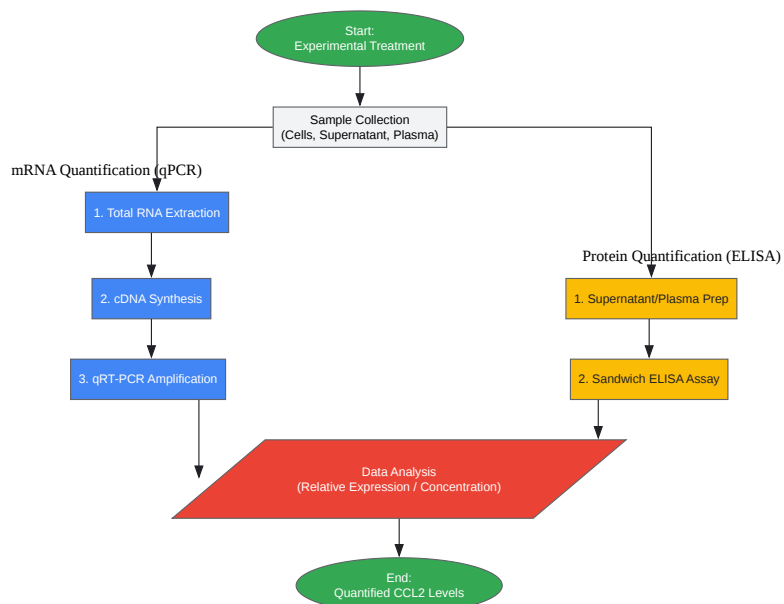 Start:
Experimental Treatment
Sample Collection
(Cells, Supernatant, Plasma)
mRNA Quantification (qPCR)
1. Total RNA Extraction
2. cDNA Synthesis
3. qRT-PCR Amplification
Protein Quantification (ELISA)
1. Supernatant/Plasma Prep
2. Sandwich ELISA Assay
Data Analysis
(Relative Expression / Concentration)
End:
Quantified CCL2 Levels